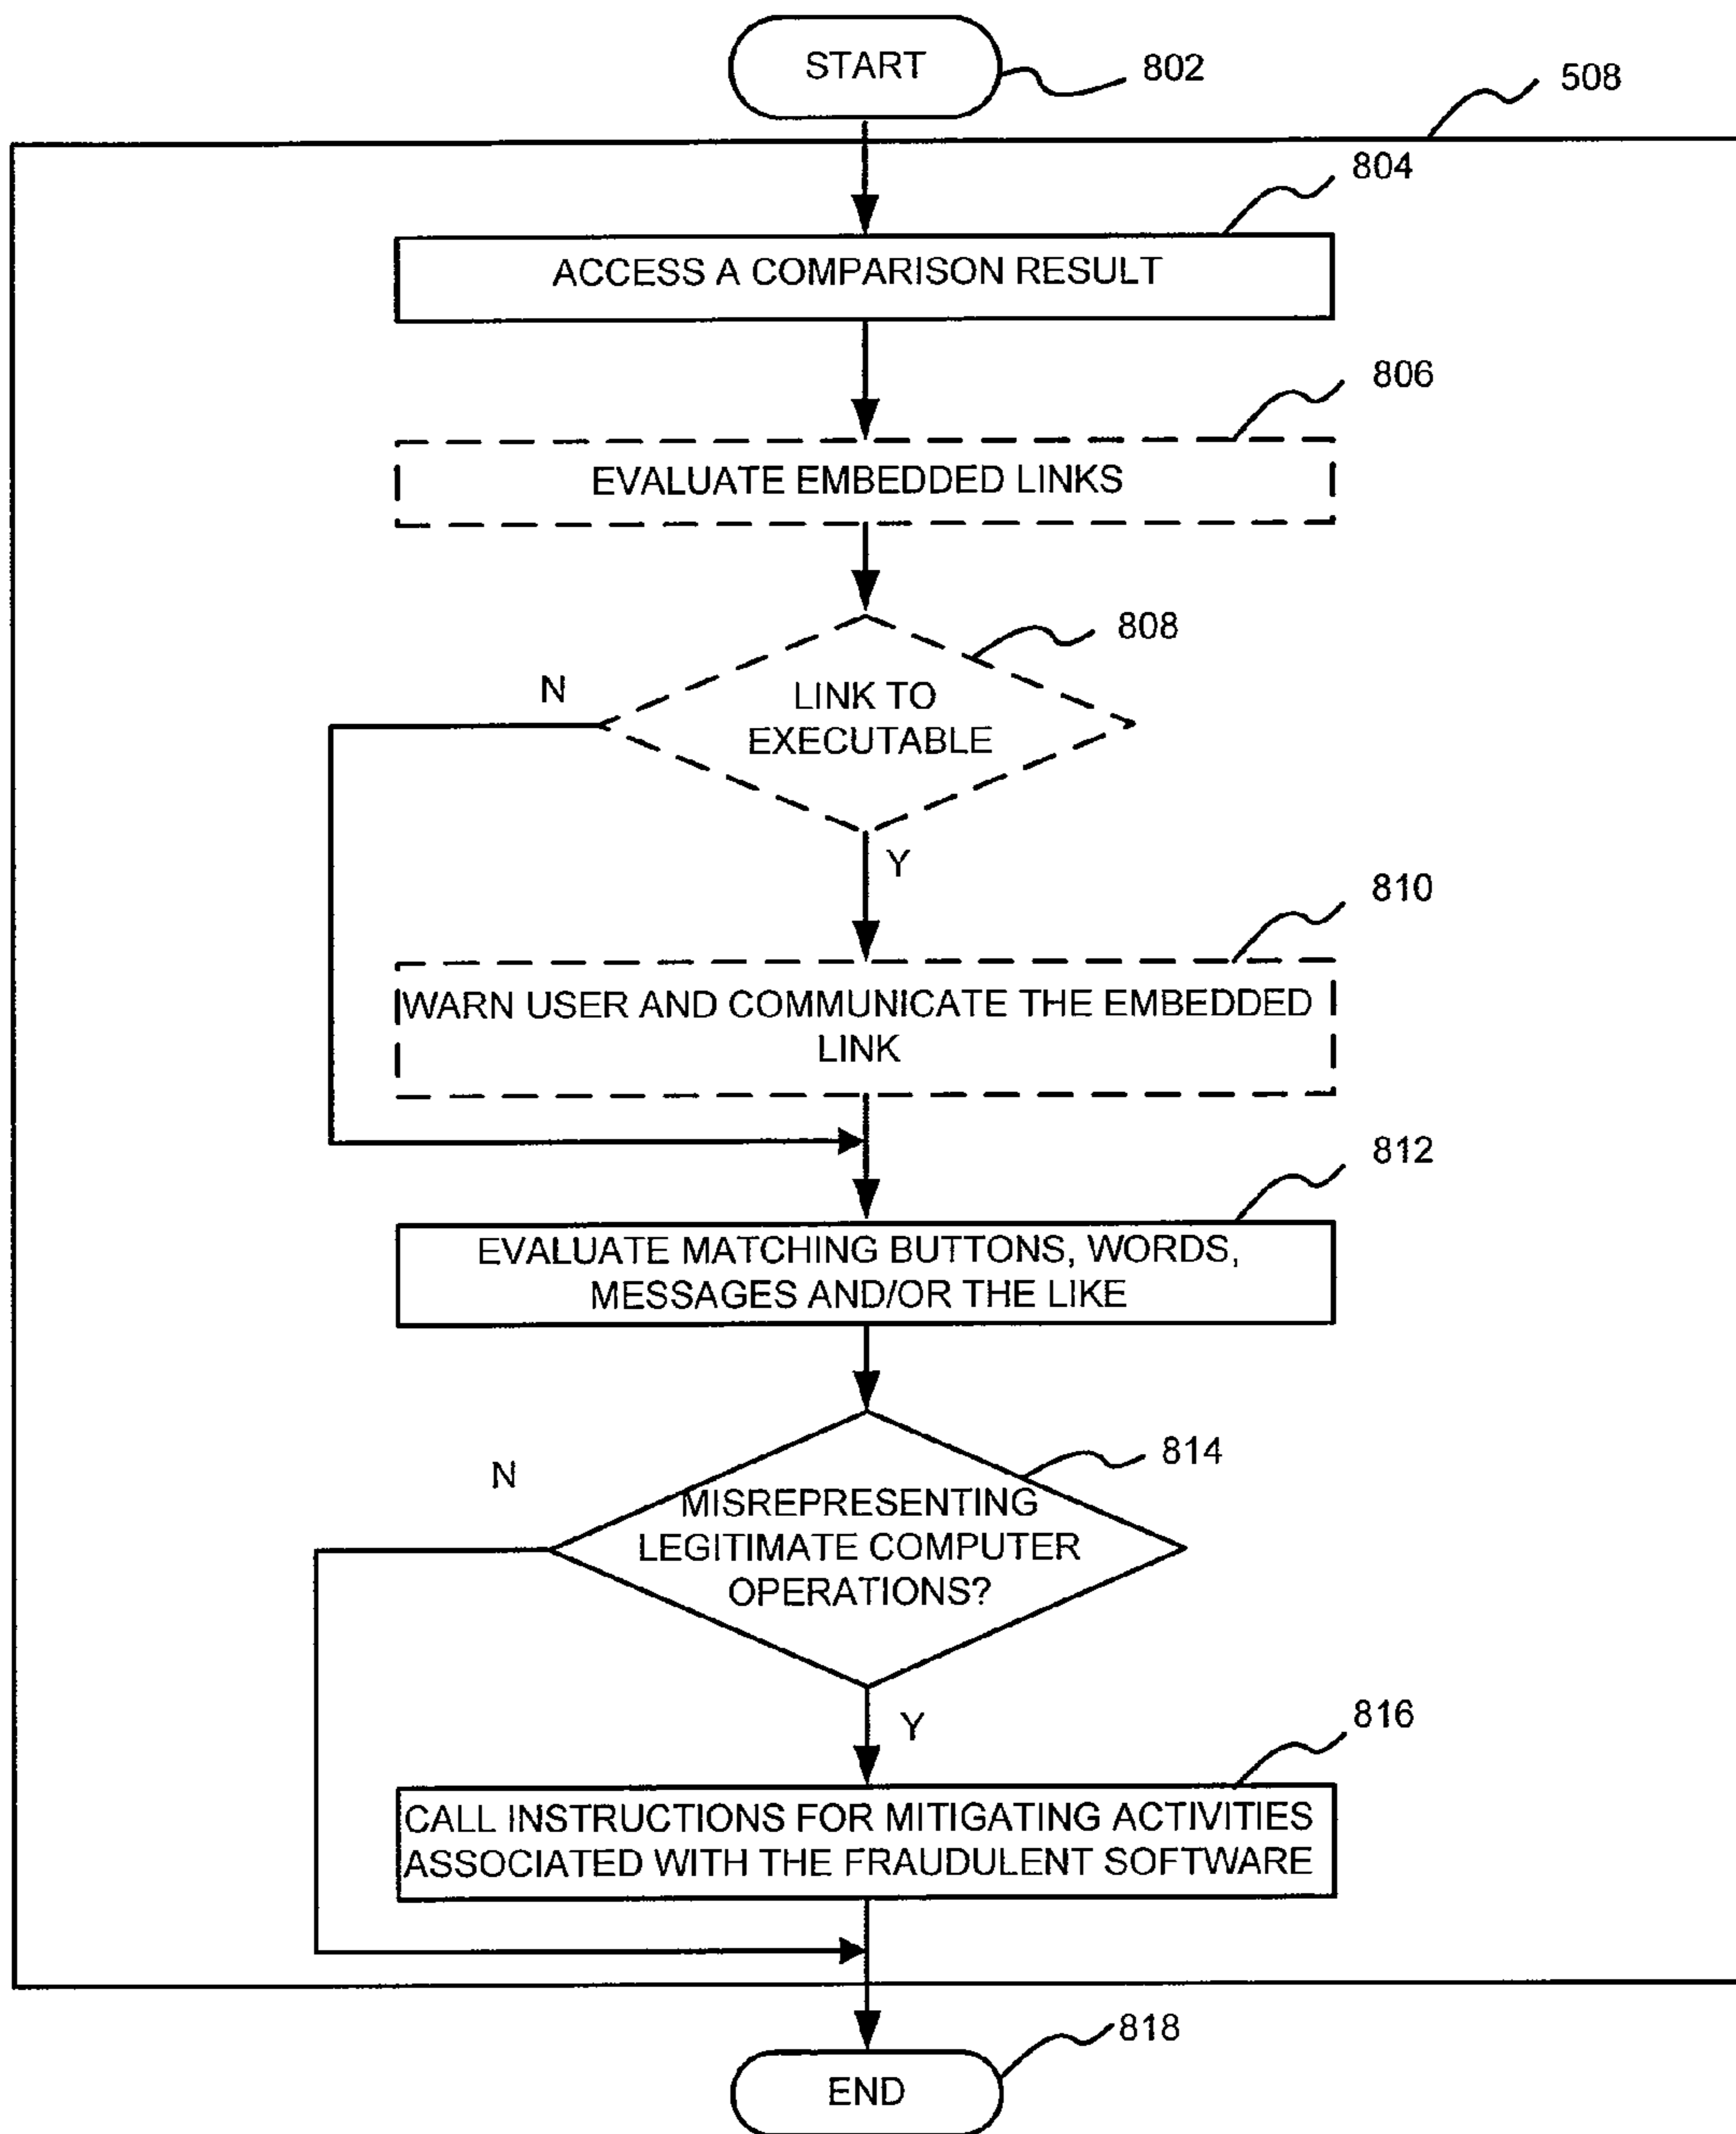 START
802
508
804
ACCESS A COMPARISON RESULT
806
EVALUATE EMBEDDED LINKS
808
N
LINK TO
EXECUTABLE
Y
810
WARN USER AND COMMUNICATE THE EMBEDDED
LINK
812
EVALUATE MATCHING BUTTONS, WORDS,
MESSAGES AND/OR THE LIKE
814
N
MISREPRESENTING
LEGITIMATE COMPUTER
OPERATIONS?
Y
816
CALL INSTRUCTIONS FOR MITIGATING ACTIVITIES
ASSOCIATED WITH THE FRAUDULENT SOFTWARE
818
END